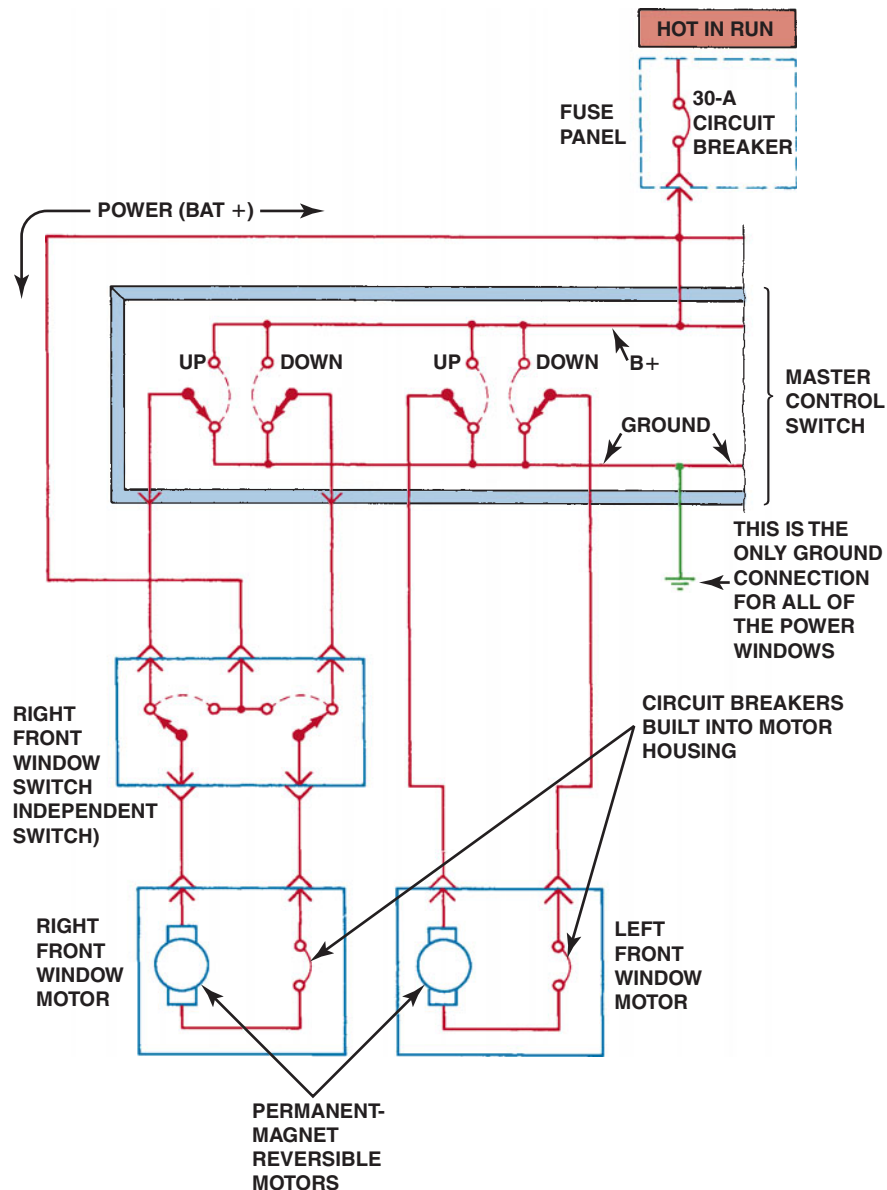 HOT IN RUN
FUSE
PANEL
30-A
CIRCUIT
BREAKER
POWER (BAT +)
UP
DOWN
UP
DOWN
B+
GROUND
MASTER
CONTROL
SWITCH
THIS IS THE
ONLY GROUND
CONNECTION
FOR ALL OF
THE POWER
WINDOWS
RIGHT
FRONT
WINDOW
SWITCH
INDEPENDENT
SWITCH)
CIRCUIT BREAKERS
BUILT INTO MOTOR
HOUSING
RIGHT
FRONT
WINDOW
MOTOR
LEFT
FRONT
WINDOW
MOTOR
PERMANENT-
MAGNET
REVERSIBLE
MOTORS